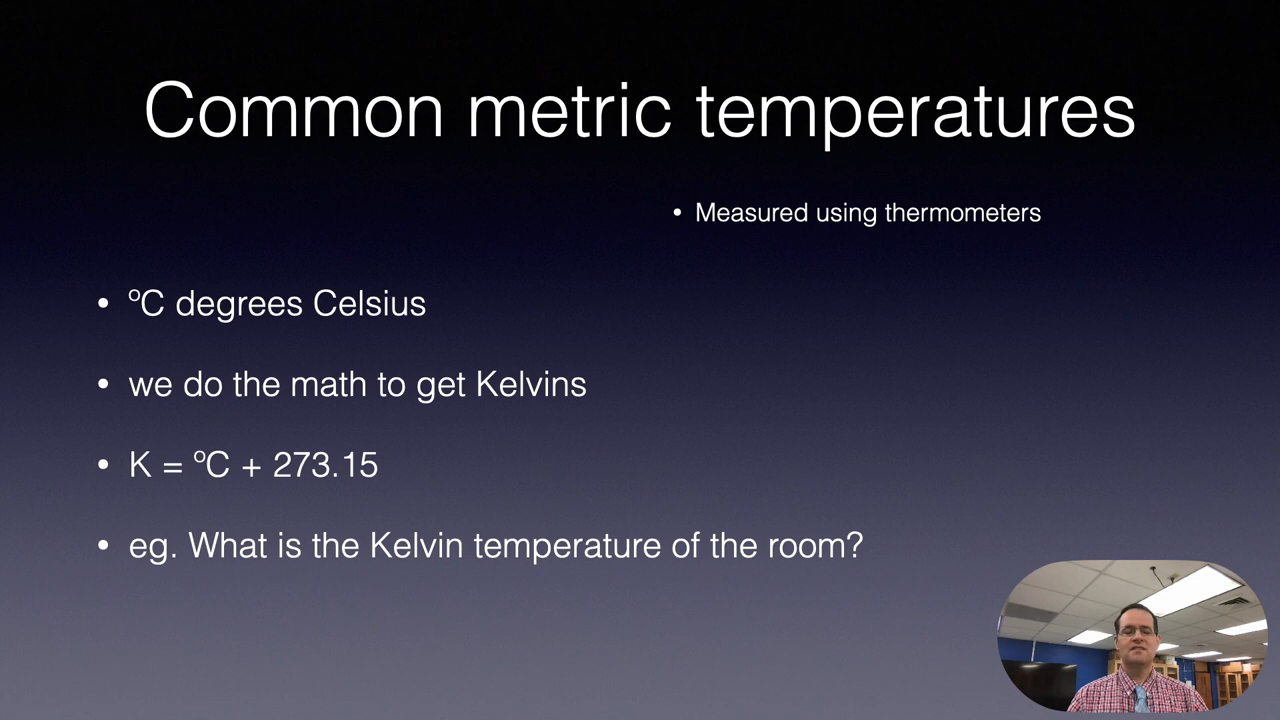 Common metric temperatures
• Measured using thermometers
• ºC degrees Celsius
• we do the math to get Kelvins
• K = ºC + 273.15
• eg. What is the Kelvin temperature of the room?